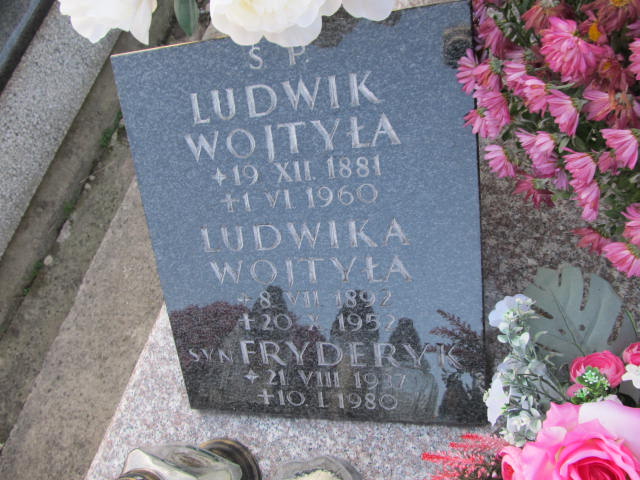 Ś P.
LUDWIK
WOJTYŁA
+19 XII. 1881
+1 VI 1960
LUDWIKA
WOJTYŁA
+8 VII 1892
+20 X 1952
SYN FRYDERYK
+21 VIII 1937
+10. I. 1980